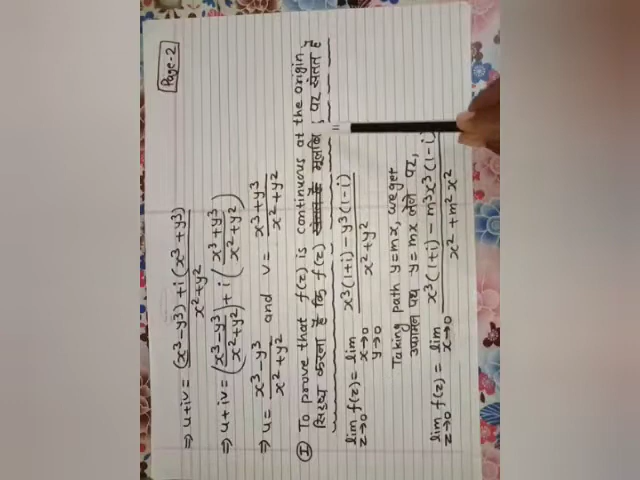 Page-2
⇒ u+iv = (x³-y³) + i(x³+y³) / x²+y²
⇒ u+iv = (x³-y³ / x²+y²) + i (x³+y³ / x²+y²)
⇒ u = x³-y³ / x²+y² and v = x³+y³ / x²+y²
(I) To prove that f(z) is continuous at the origin
सिद्ध करना है कि f(z) मूलबिं पर संतत है
lim z→0 f(z) = lim x→0 y→0 x³(1+i) - y³(1-i) / x²+y²
Taking path y=mx, we get
y = mx लेने पर,
lim z→0 f(z) = lim x→0 x³(1+i) - m³x³(1-i) / x²+m²x²